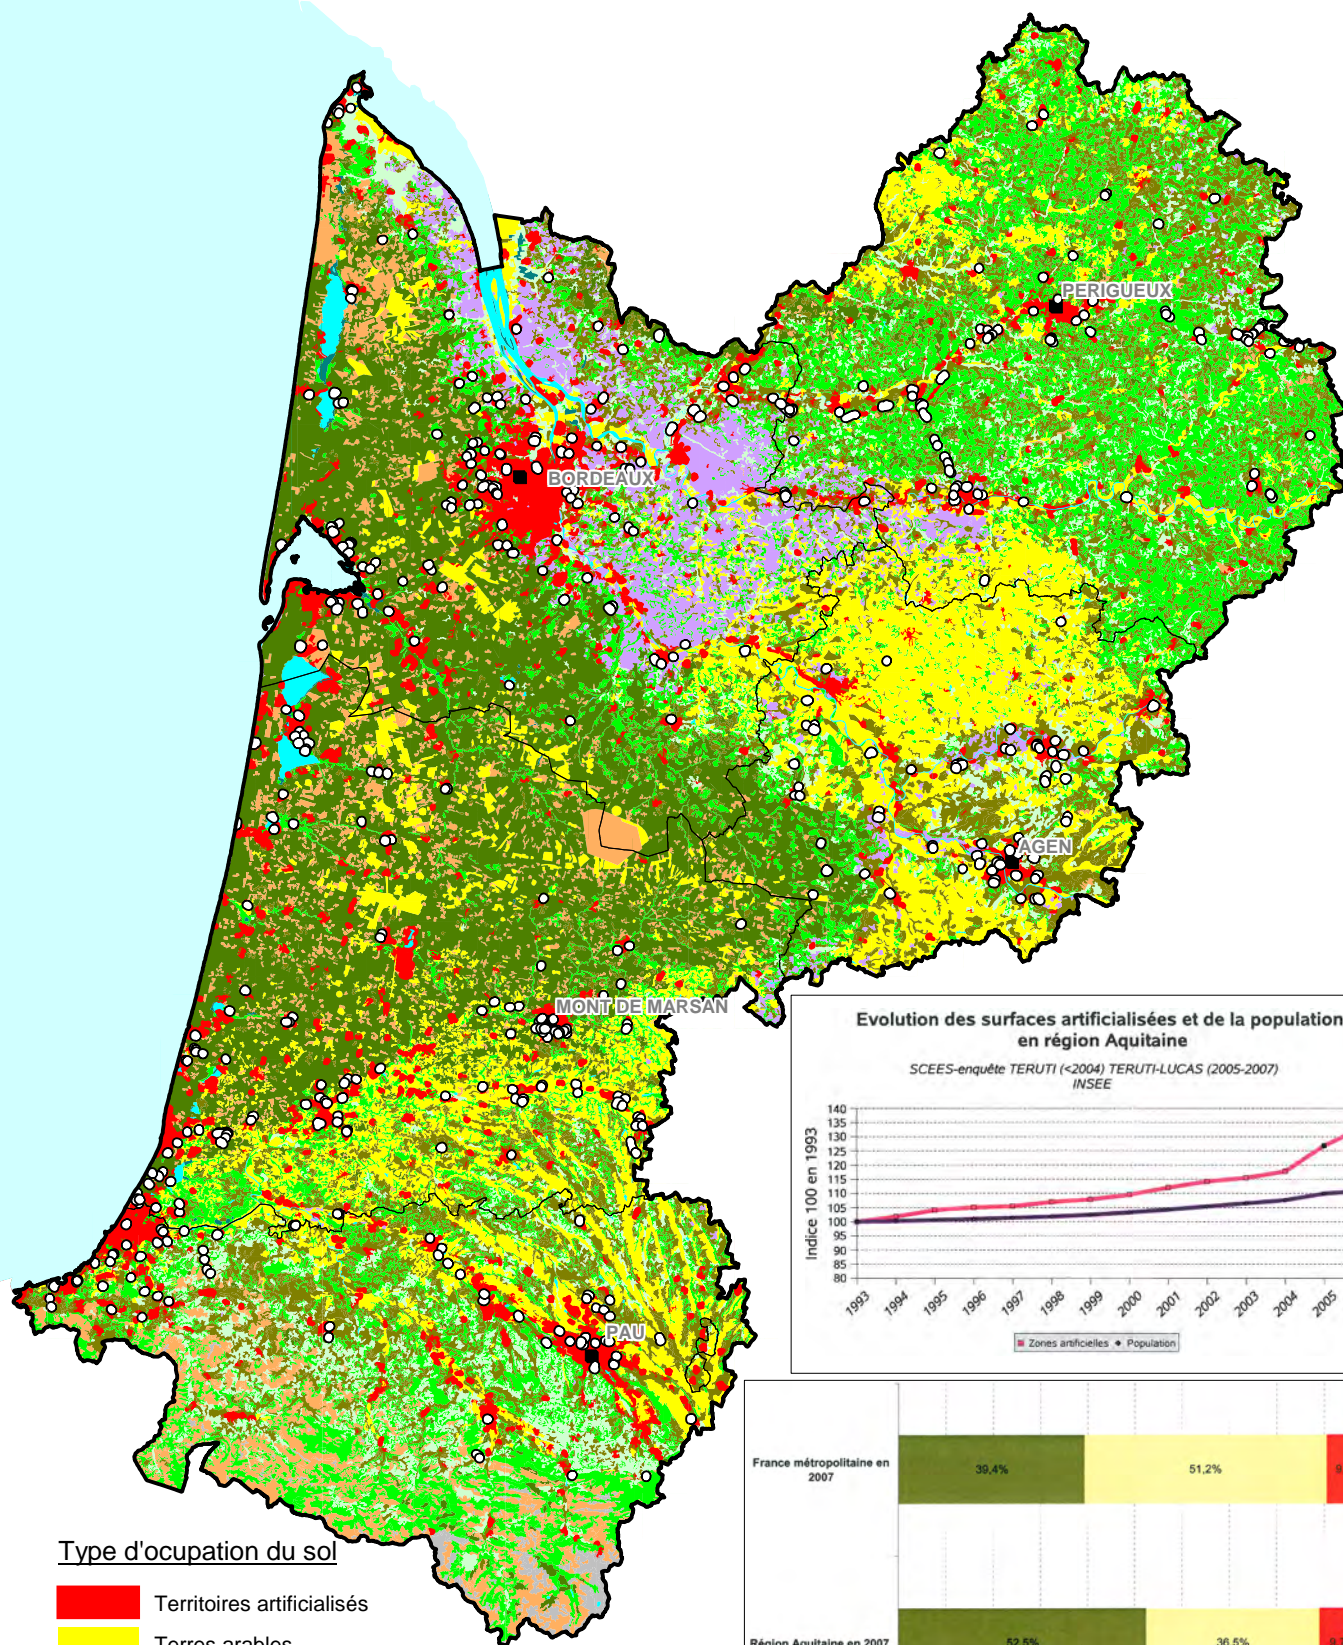 PERIGUEUX
BORDEAUX
AGEN
MONT DE MARSAN
PAU
Evolution des surfaces artificialisées et de la population
en région Aquitaine
SCEES-enquête TERUTI (<2004) TERUTI-LUCAS (2005-2007)
INSEE
Indice 100 en 1993
140
135
130
125
120
115
110
105
100
95
90
85
80
1993 1994 1995 1996 1997 1998 1999 2000 2001 2002 2003 2004 2005
Zones artificielles Population
France métropolitaine en
2007
39,4% 51,2%
Région Aquitaine en 2007
52,5% 36,5%
Type d'ocupation du sol
Territoires artificialisés
Terres arables